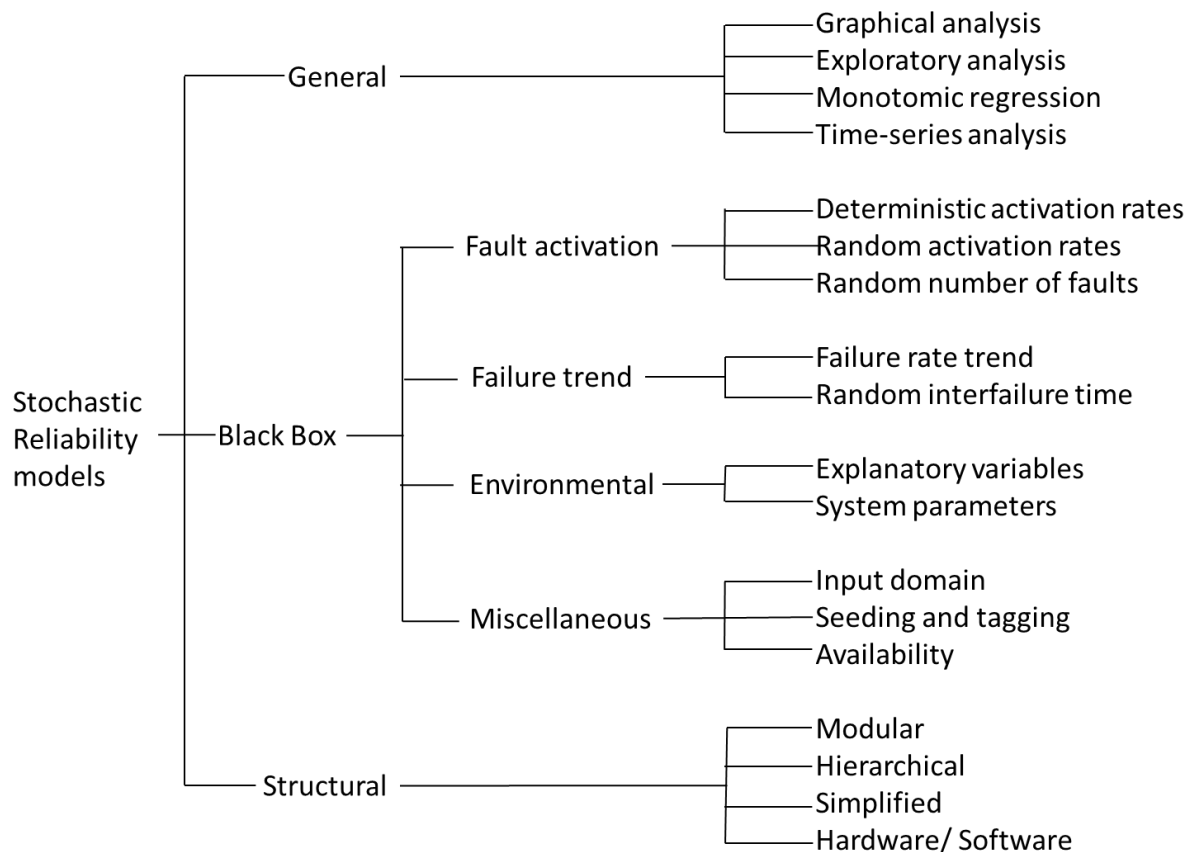 Graphical analysis
General
Exploratory analysis
Monotomic regression
Time-series analysis
Deterministic activation rates
Fault activation
Random activation rates
Random number of faults
Failure rate trend
Failure trend
Random interfailure time
Stochastic
Reliability
models
Black Box
Explanatory variables
Environmental
System parameters
Input domain
Miscellaneous
Seeding and tagging
Availability
Modular
Structural
Hierarchical
Simplified
Hardware/ Software